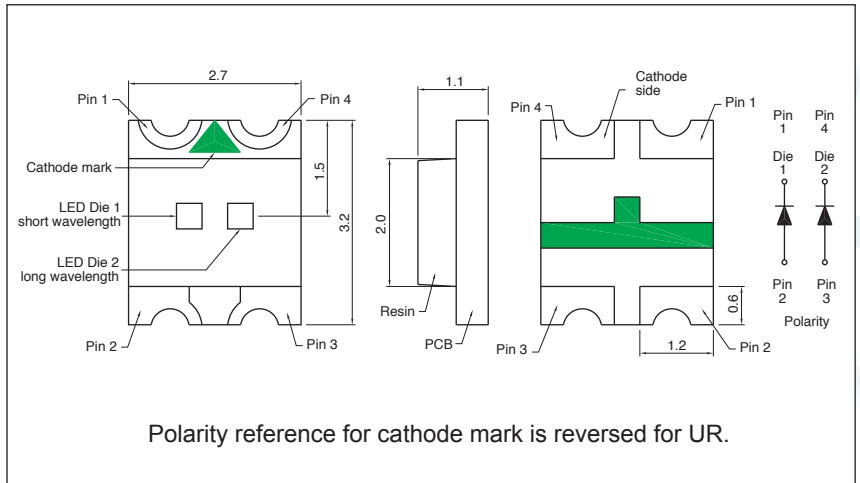 2.7
Pin 1
Pin 4
Cathode mark
1.5
3.2
LED Die 1
short wavelength
LED Die 2
long wavelength
Pin 2
Pin 3
1.1
2.0
Resin
PCB
Cathode
side
Pin 4
Pin 1
Pin 3
Pin 2
0.6
1.2
Pin Pin
1 4
Die Die
1 2
Pin Pin
2 3
Polarity
Polarity reference for cathode mark is reversed for UR.